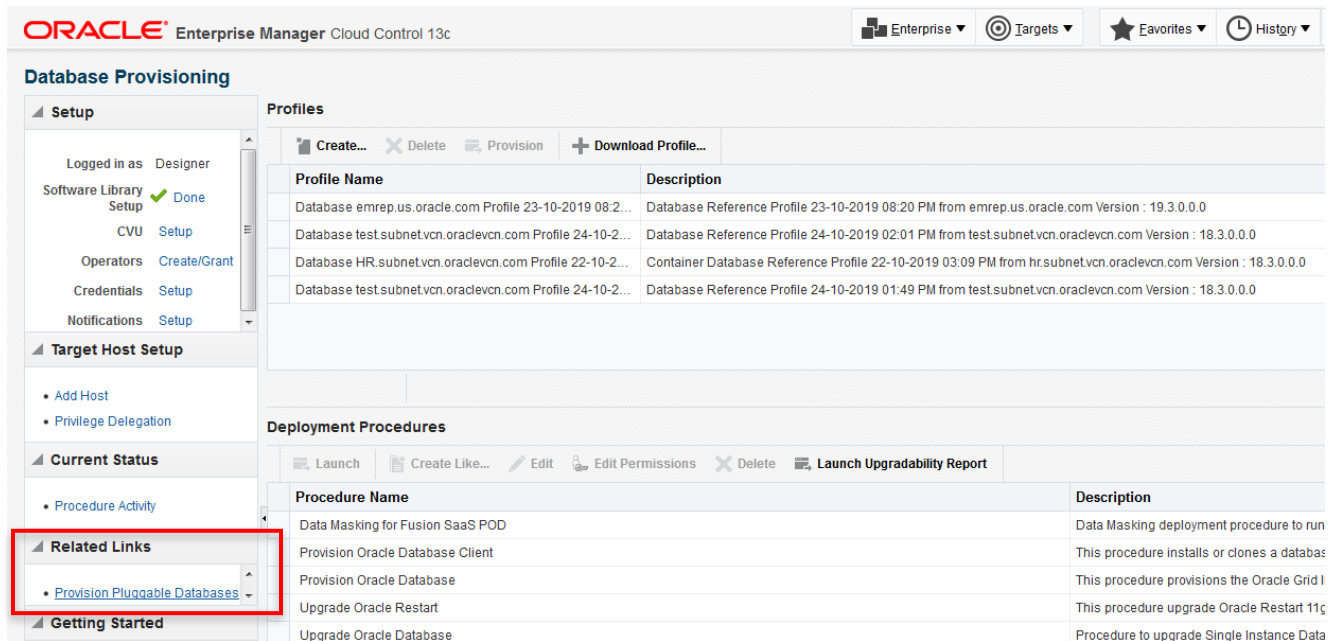 ORACLE Enterprise Manager Cloud Control 13c
Enterprise Targets Favorites History
Database Provisioning
Setup
Logged in as Designer
Software Library Setup Done
CVU Setup
Operators Create/Grant
Credentials Setup
Notifications Setup
Target Host Setup
Add Host
Privilege Delegation
Current Status
Procedure Activity
Related Links
Provision Pluggable Databases
Getting Started
Profiles
Create... Delete Provision Download Profile...
Profile Name Description
Database emrep.us.oracle.com Profile 23-10-2019 08:2... Database Reference Profile 23-10-2019 08:20 PM from emrep.us.oracle.com Version : 19.3.0.0.0
Database test.subnet.vcn.oraclevcn.com Profile 24-10-2... Database Reference Profile 24-10-2019 02:01 PM from test.subnet.vcn.oraclevcn.com Version : 18.3.0.0.0
Database HR.subnet.vcn.oraclevcn.com Profile 22-10-2... Container Database Reference Profile 22-10-2019 03:09 PM from hr.subnet.vcn.oraclevcn.com Version : 18.3.0.0.0
Database test.subnet.vcn.oraclevcn.com Profile 24-10-2... Database Reference Profile 24-10-2019 01:49 PM from test.subnet.vcn.oraclevcn.com Version : 18.3.0.0.0
Deployment Procedures
Launch Create Like... Edit Edit Permissions Delete Launch Upgradability Report
Procedure Name Description
Data Masking for Fusion SaaS POD Data Masking deployment procedure to run
Provision Oracle Database Client This procedure installs or clones a databas
Provision Oracle Database This procedure provisions the Oracle Grid I
Upgrade Oracle Restart This procedure upgrade Oracle Restart 11g
Upgrade Oracle Database Procedure to upgrade Single Instance Data